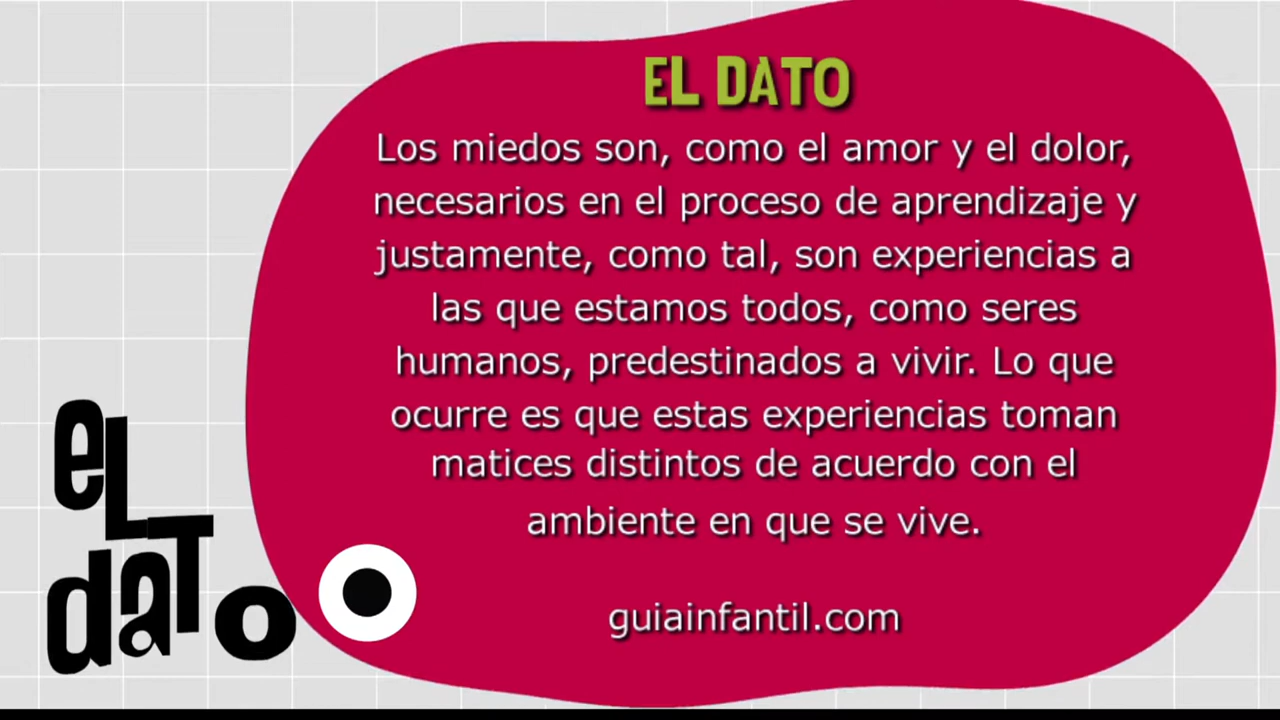 EL DATO
Los miedos son, como el amor y el dolor,
necesarios en el proceso de aprendizaje y
justamente, como tal, son experiencias a
las que estamos todos, como seres
humanos, predestinados a vivir. Lo que
ocurre es que estas experiencias toman
matices distintos de acuerdo con el
ambiente en que se vive.
guiainfantil.com
eL
daTo